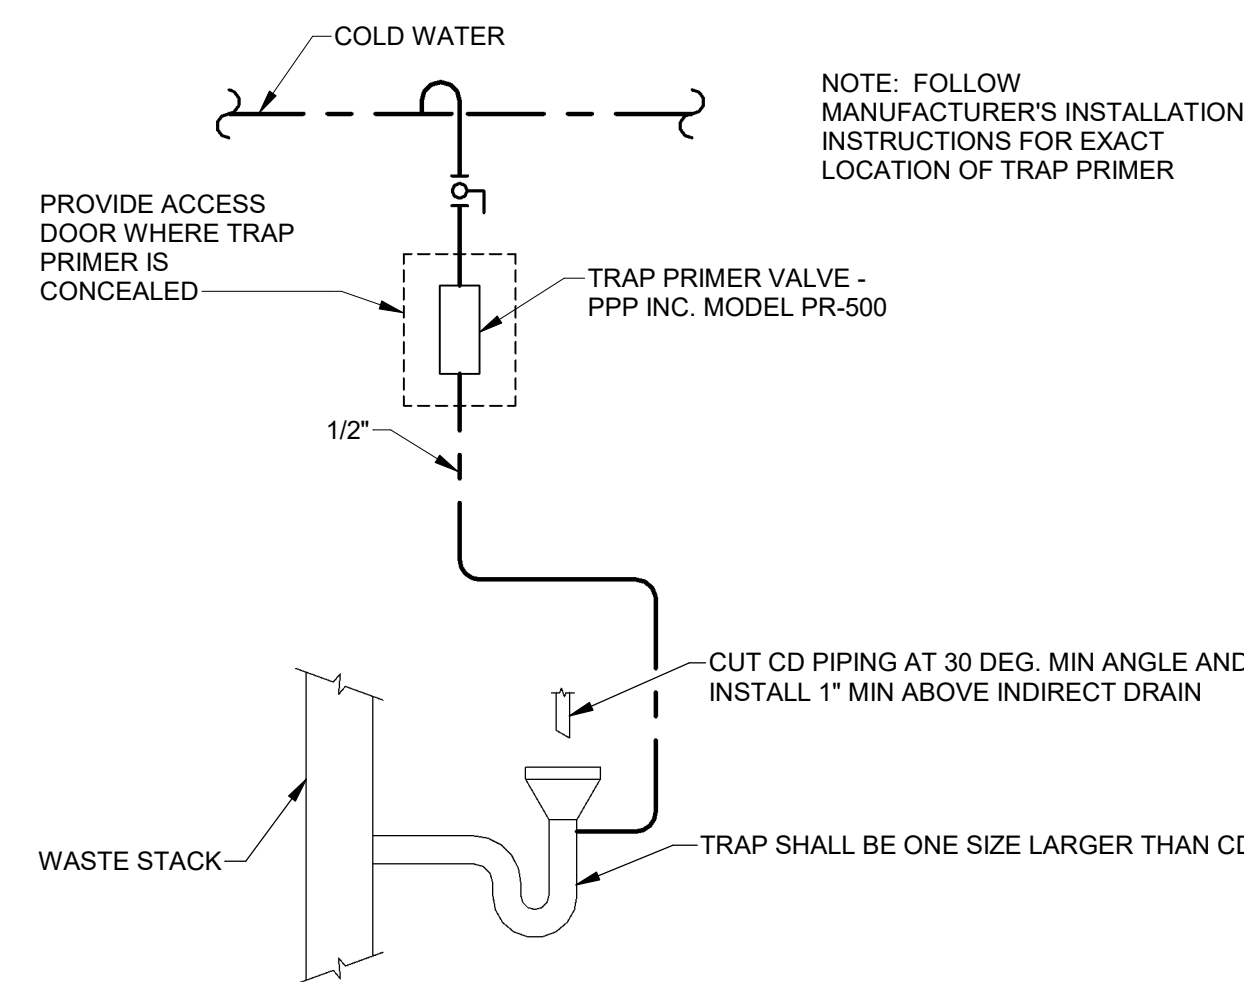 COLD WATER
NOTE: FOLLOW
MANUFACTURER'S INSTALLATION
INSTRUCTIONS FOR EXACT
LOCATION OF TRAP PRIMER
PROVIDE ACCESS
DOOR WHERE TRAP
PRIMER IS
CONCEALED
TRAP PRIMER VALVE -
PPP INC. MODEL PR-500
1/2"
CUT CD PIPING AT 30 DEG. MIN ANGLE AND
INSTALL 1" MIN ABOVE INDIRECT DRAIN
WASTE STACK
TRAP SHALL BE ONE SIZE LARGER THAN CD